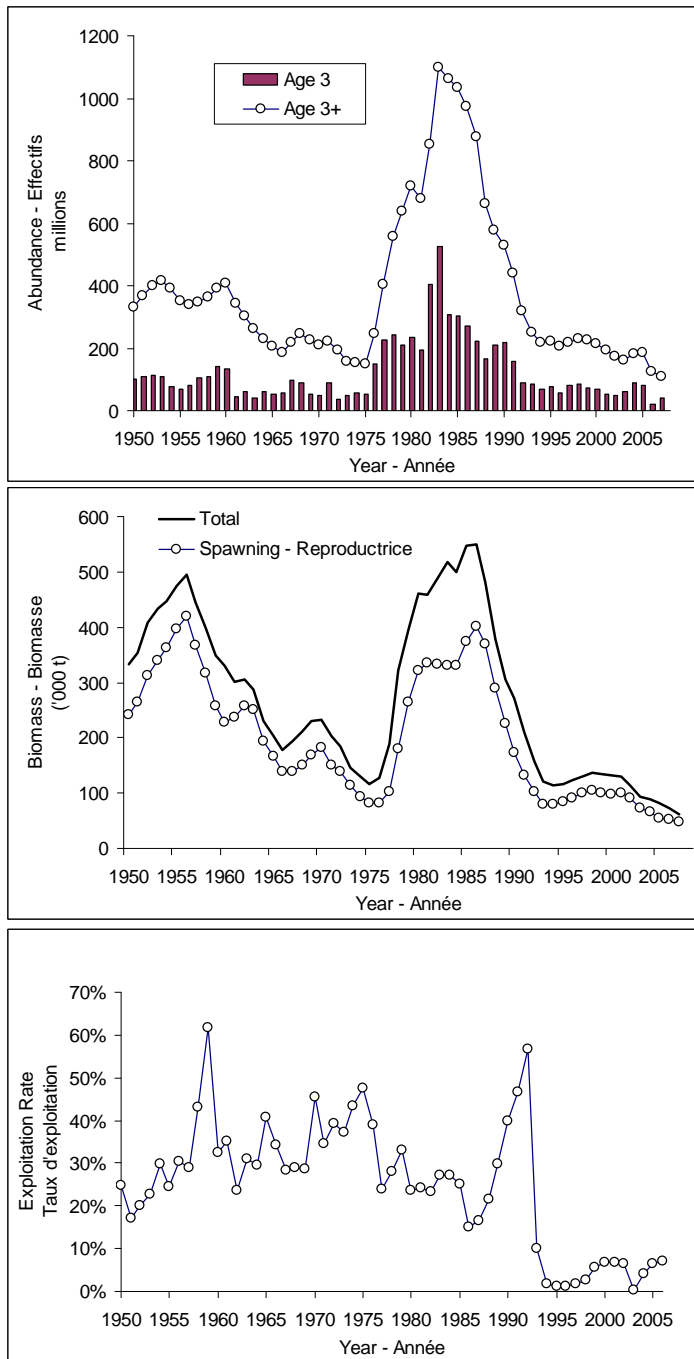 Abundance - Effectifs
millions
1200
1000
800
600
400
200
0
Age 3
Age 3+
1950 1955 1960 1965 1970 1975 1980 1985 1990 1995 2000 2005
Year - Année
Biomass - Biomasse
('000 t)
600
500
400
300
200
100
0
Total
Spawning - Reproductrice
1950 1955 1960 1965 1970 1975 1980 1985 1990 1995 2000 2005
Year - Année
Exploitation Rate
Taux d'exploitation
70%
60%
50%
40%
30%
20%
10%
0%
1950 1955 1960 1965 1970 1975 1980 1985 1990 1995 2000 2005
Year - Année